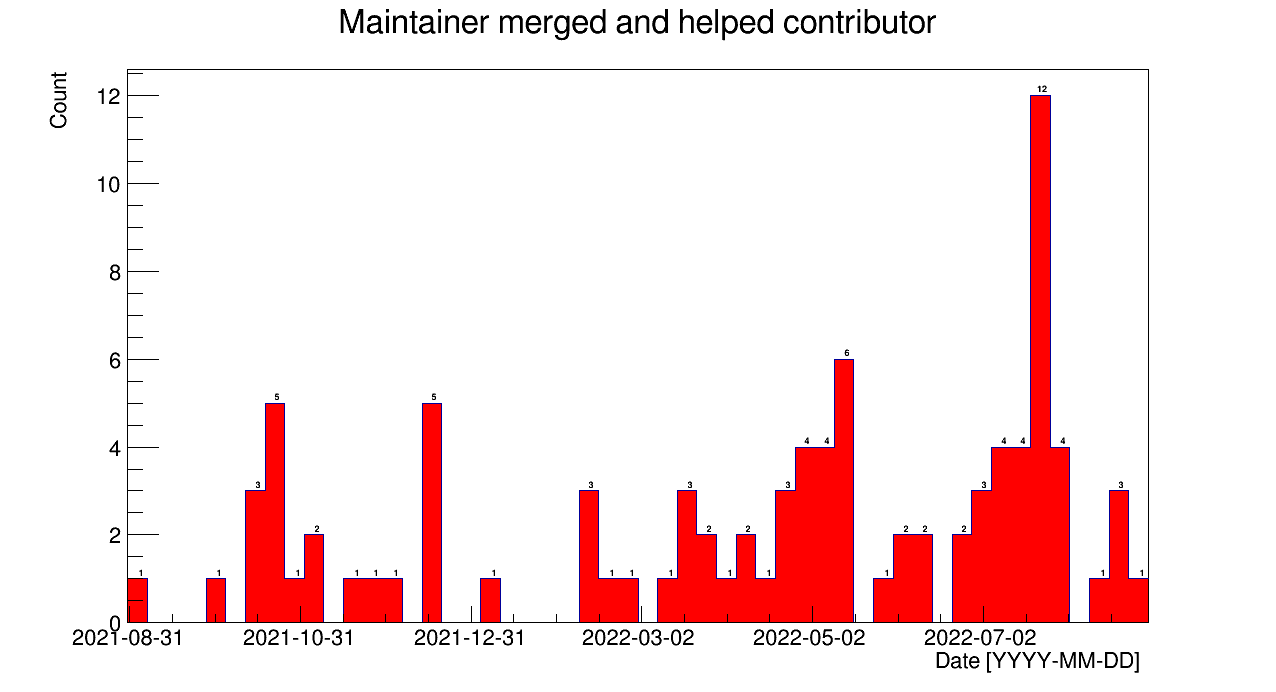 Maintainer merged and helped contributor
Count
12
10
8
6
4
2
0
12
6
5 5
4 4 4 4 4
3 3 3 3 3 3
2 2 2 2 2 2
1 1 1 1 1 1 1 1 1 1 1 1 1 1 1 1
2021-08-31 2021-10-31 2021-12-31 2022-03-02 2022-05-02 2022-07-02
Date [YYYY-MM-DD]